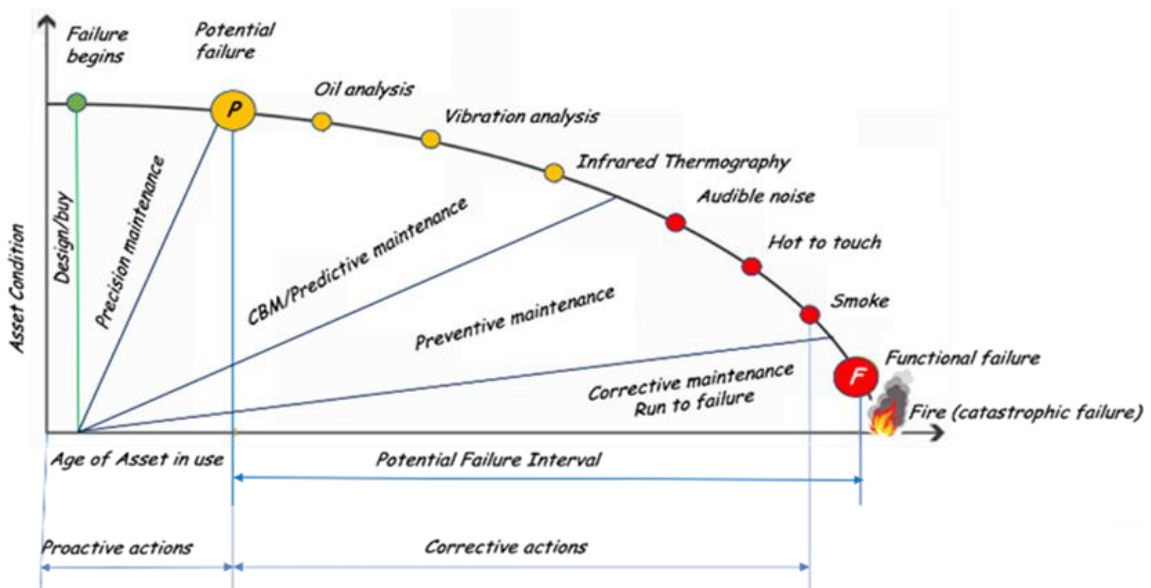 Failure
begins
Potential
failure
P
Oil analysis
Vibration analysis
Infrared Thermography
Audible noise
Hot to touch
Smoke
Functional failure
F
Fire (catastrophic failure)
Asset Condition
Design/buy
Precision maintenance
CBM/Predictive maintenance
Preventive maintenance
Corrective maintenance
Run to failure
Age of Asset in use
Potential Failure Interval
Proactive actions
Corrective actions